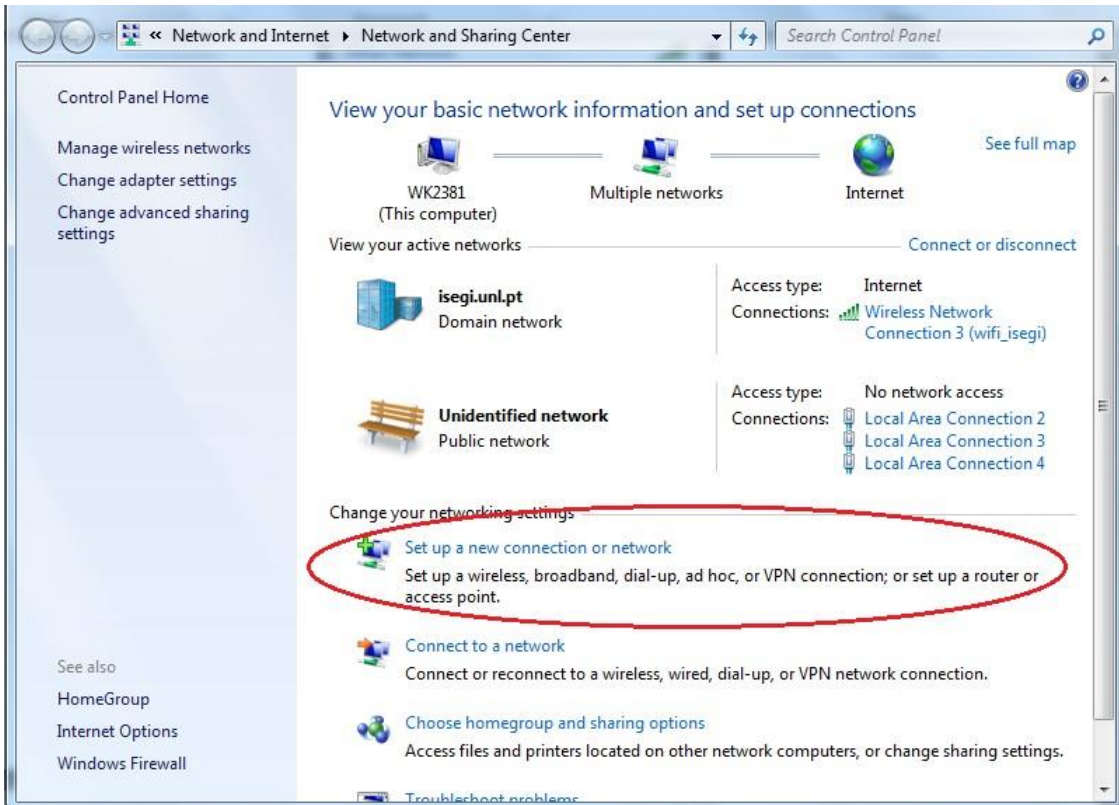 « Network and Internet ▸ Network and Sharing Center
Search Control Panel
Control Panel Home
Manage wireless networks
Change adapter settings
Change advanced sharing
settings
View your basic network information and set up connections
See full map
WK2381
(This computer)
Multiple networks
Internet
View your active networks
Connect or disconnect
isegi.unl.pt
Domain network
Access type: Internet
Connections: Wireless Network
Connection 3 (wifi_isegi)
Unidentified network
Public network
Access type: No network access
Connections: Local Area Connection 2
Local Area Connection 3
Local Area Connection 4
Change your networking settings
Set up a new connection or network
Set up a wireless, broadband, dial-up, ad hoc, or VPN connection; or set up a router or
access point.
Connect to a network
Connect or reconnect to a wireless, wired, dial-up, or VPN network connection.
Choose homegroup and sharing options
Access files and printers located on other network computers, or change sharing settings.
Troubleshoot problems
See also
HomeGroup
Internet Options
Windows Firewall